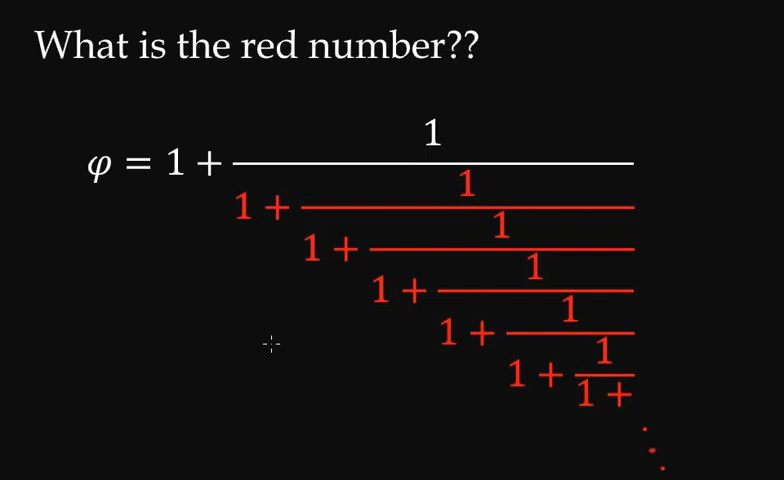 What is the red number??
φ = 1 + 1
1 + 1
1 + 1
1 + 1
1 + 1
1 + 1
1 +
⋱